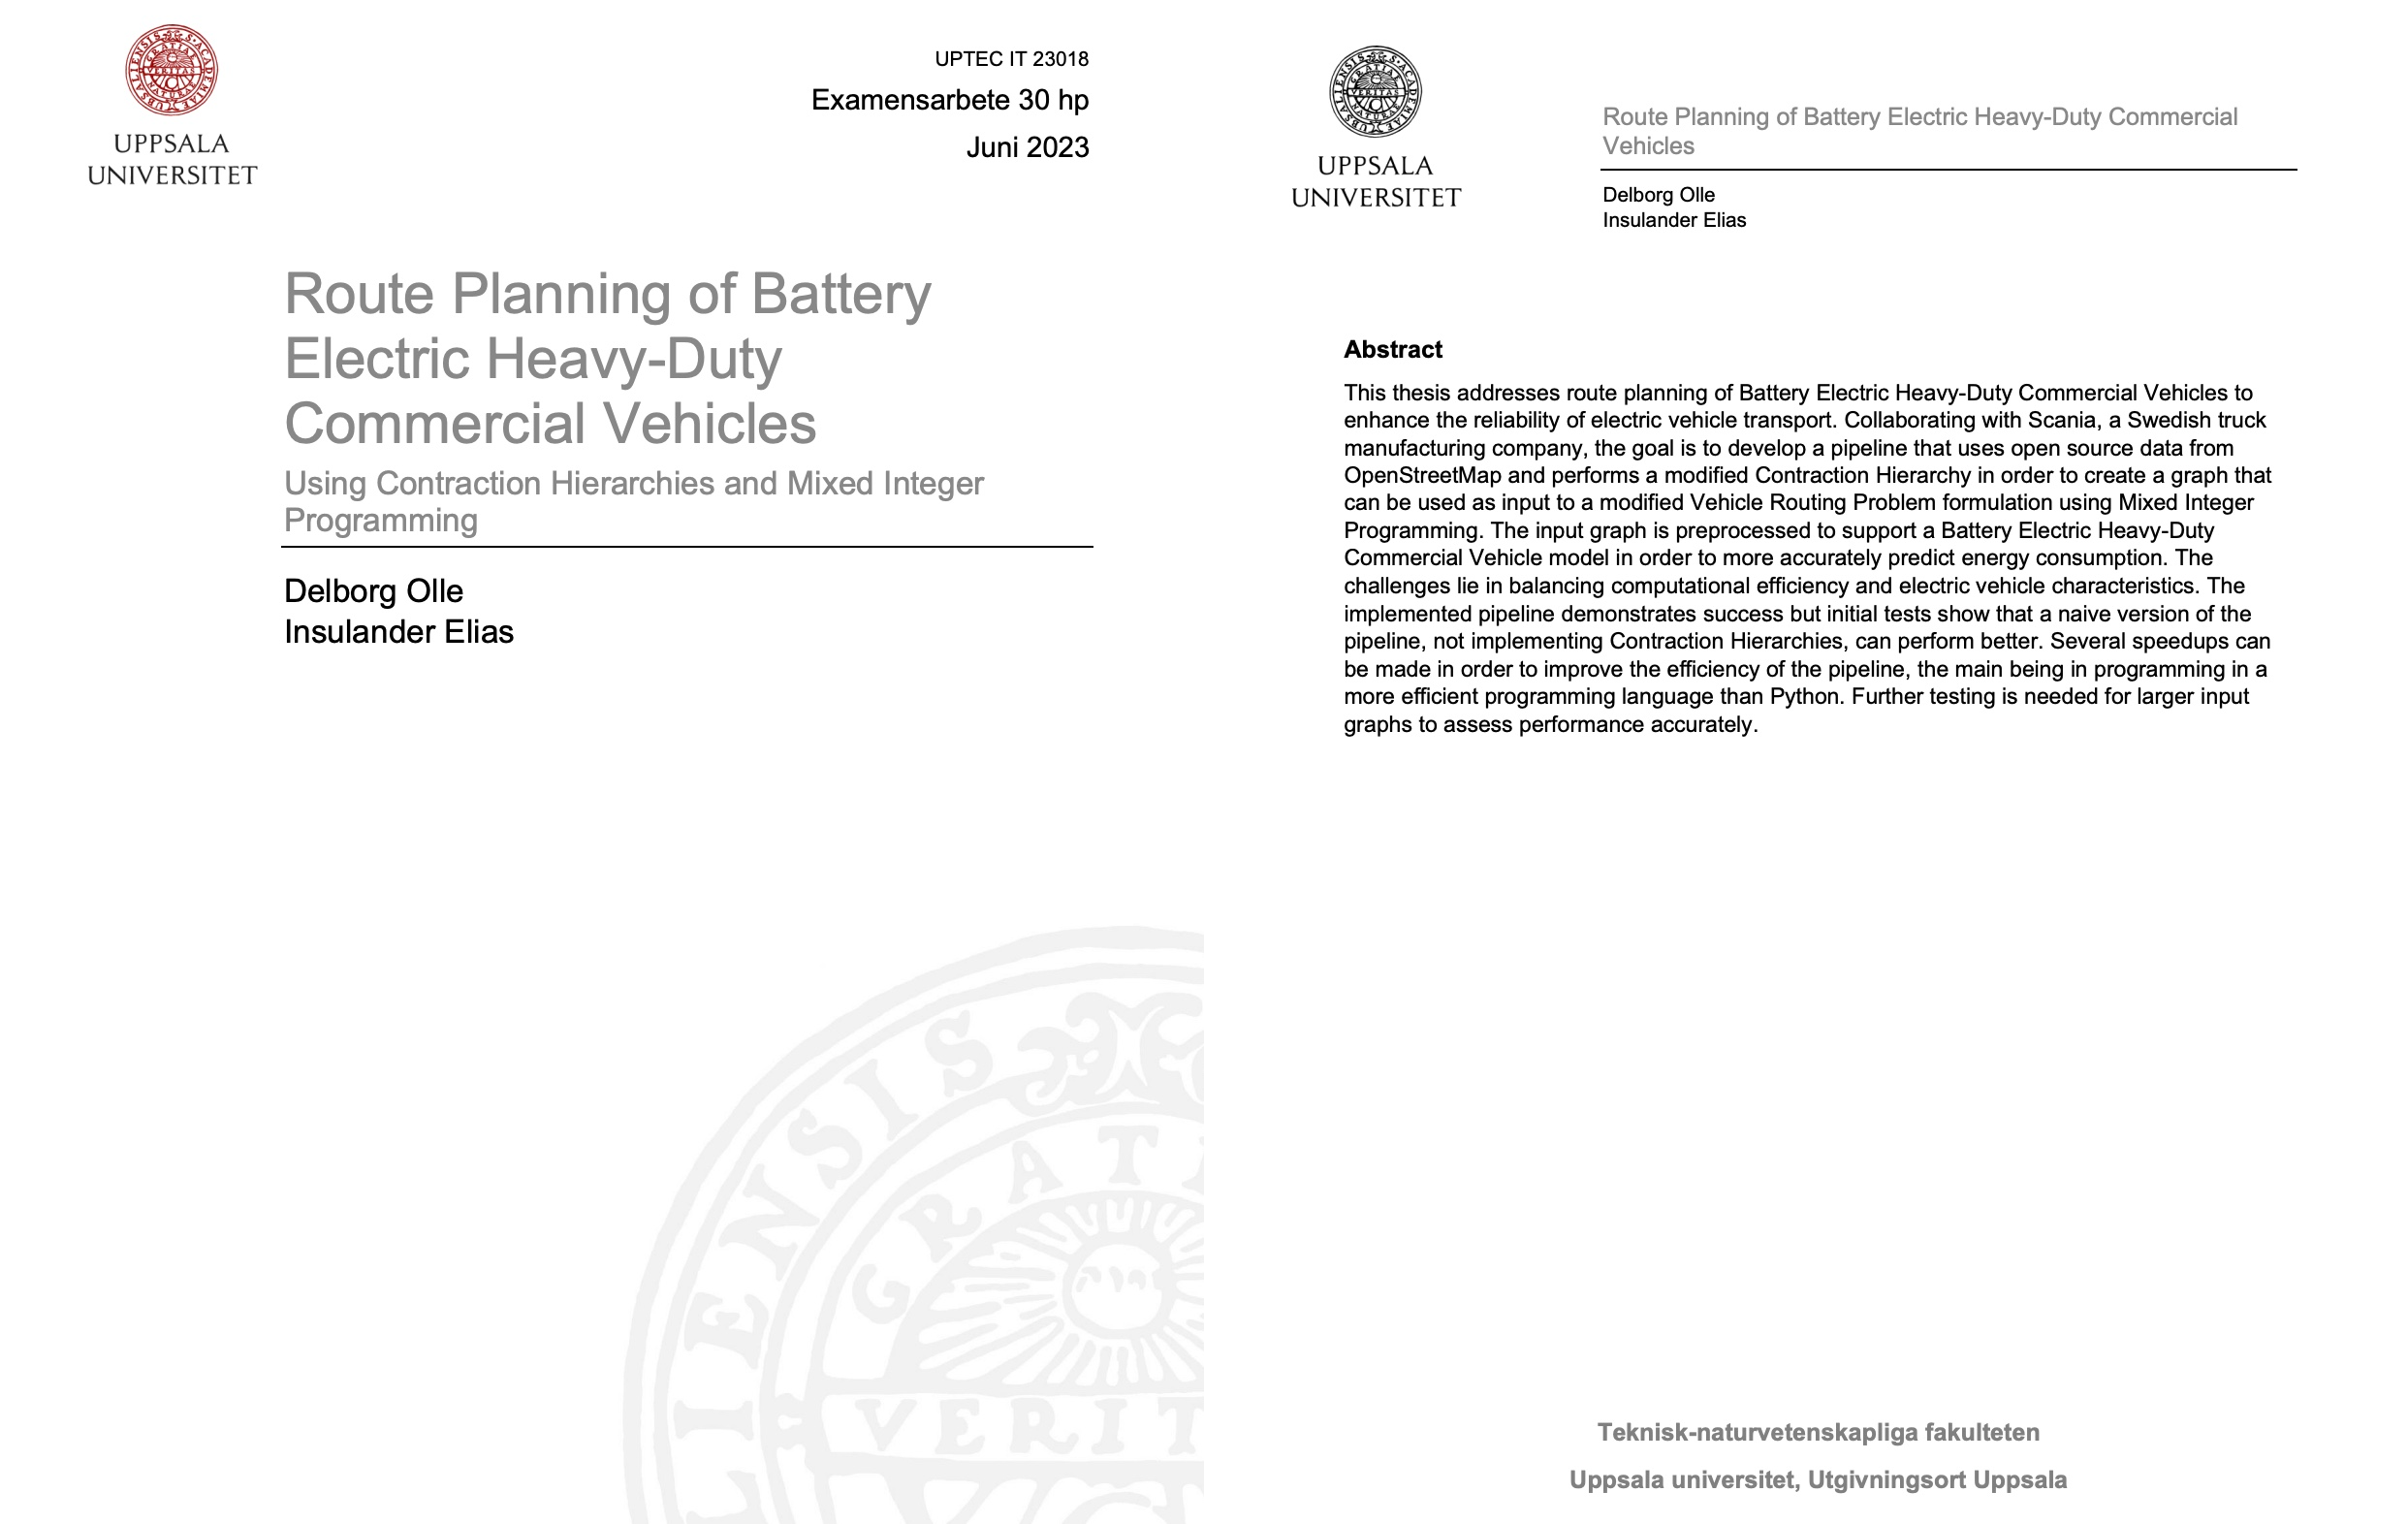 UPPSALA
UNIVERSITET
UPTEC IT 23018
Examensarbete 30 hp
Juni 2023
Route Planning of Battery
Electric Heavy-Duty
Commercial Vehicles
Using Contraction Hierarchies and Mixed Integer
Programming
Delborg Olle
Insulander Elias
ENSIS
GRAT
VERIT
UPPSALA
UNIVERSITET
Route Planning of Battery Electric Heavy-Duty Commercial
Vehicles
Delborg Olle
Insulander Elias
Abstract
This thesis addresses route planning of Battery Electric Heavy-Duty Commercial Vehicles to
enhance the reliability of electric vehicle transport. Collaborating with Scania, a Swedish truck
manufacturing company, the goal is to develop a pipeline that uses open source data from
OpenStreetMap and performs a modified Contraction Hierarchy in order to create a graph that
can be used as input to a modified Vehicle Routing Problem formulation using Mixed Integer
Programming. The input graph is preprocessed to support a Battery Electric Heavy-Duty
Commercial Vehicle model in order to more accurately predict energy consumption. The
challenges lie in balancing computational efficiency and electric vehicle characteristics. The
implemented pipeline demonstrates success but initial tests show that a naive version of the
pipeline, not implementing Contraction Hierarchies, can perform better. Several speedups can
be made in order to improve the efficiency of the pipeline, the main being in programming in a
more efficient programming language than Python. Further testing is needed for larger input
graphs to assess performance accurately.
Teknisk-naturvetenskapliga fakulteten
Uppsala universitet, Utgivningsort Uppsala